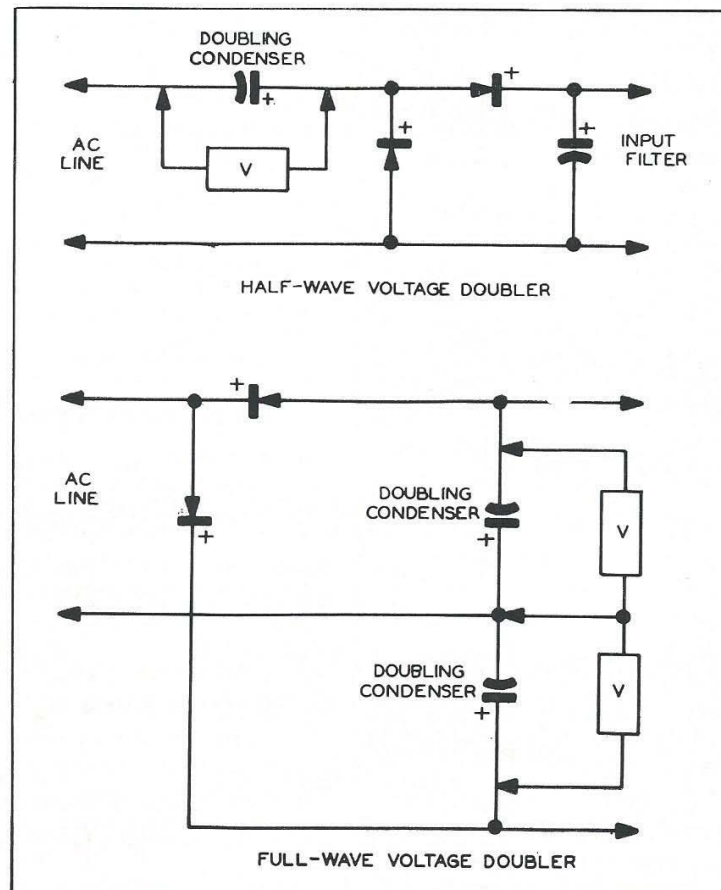 DOUBLING
CONDENSER
+
+
+
+
AC
LINE
V
INPUT
FILTER
HALF-WAVE VOLTAGE DOUBLER
+
AC
LINE
+
DOUBLING
CONDENSER
+
V
DOUBLING
CONDENSER
+
V
FULL-WAVE VOLTAGE DOUBLER